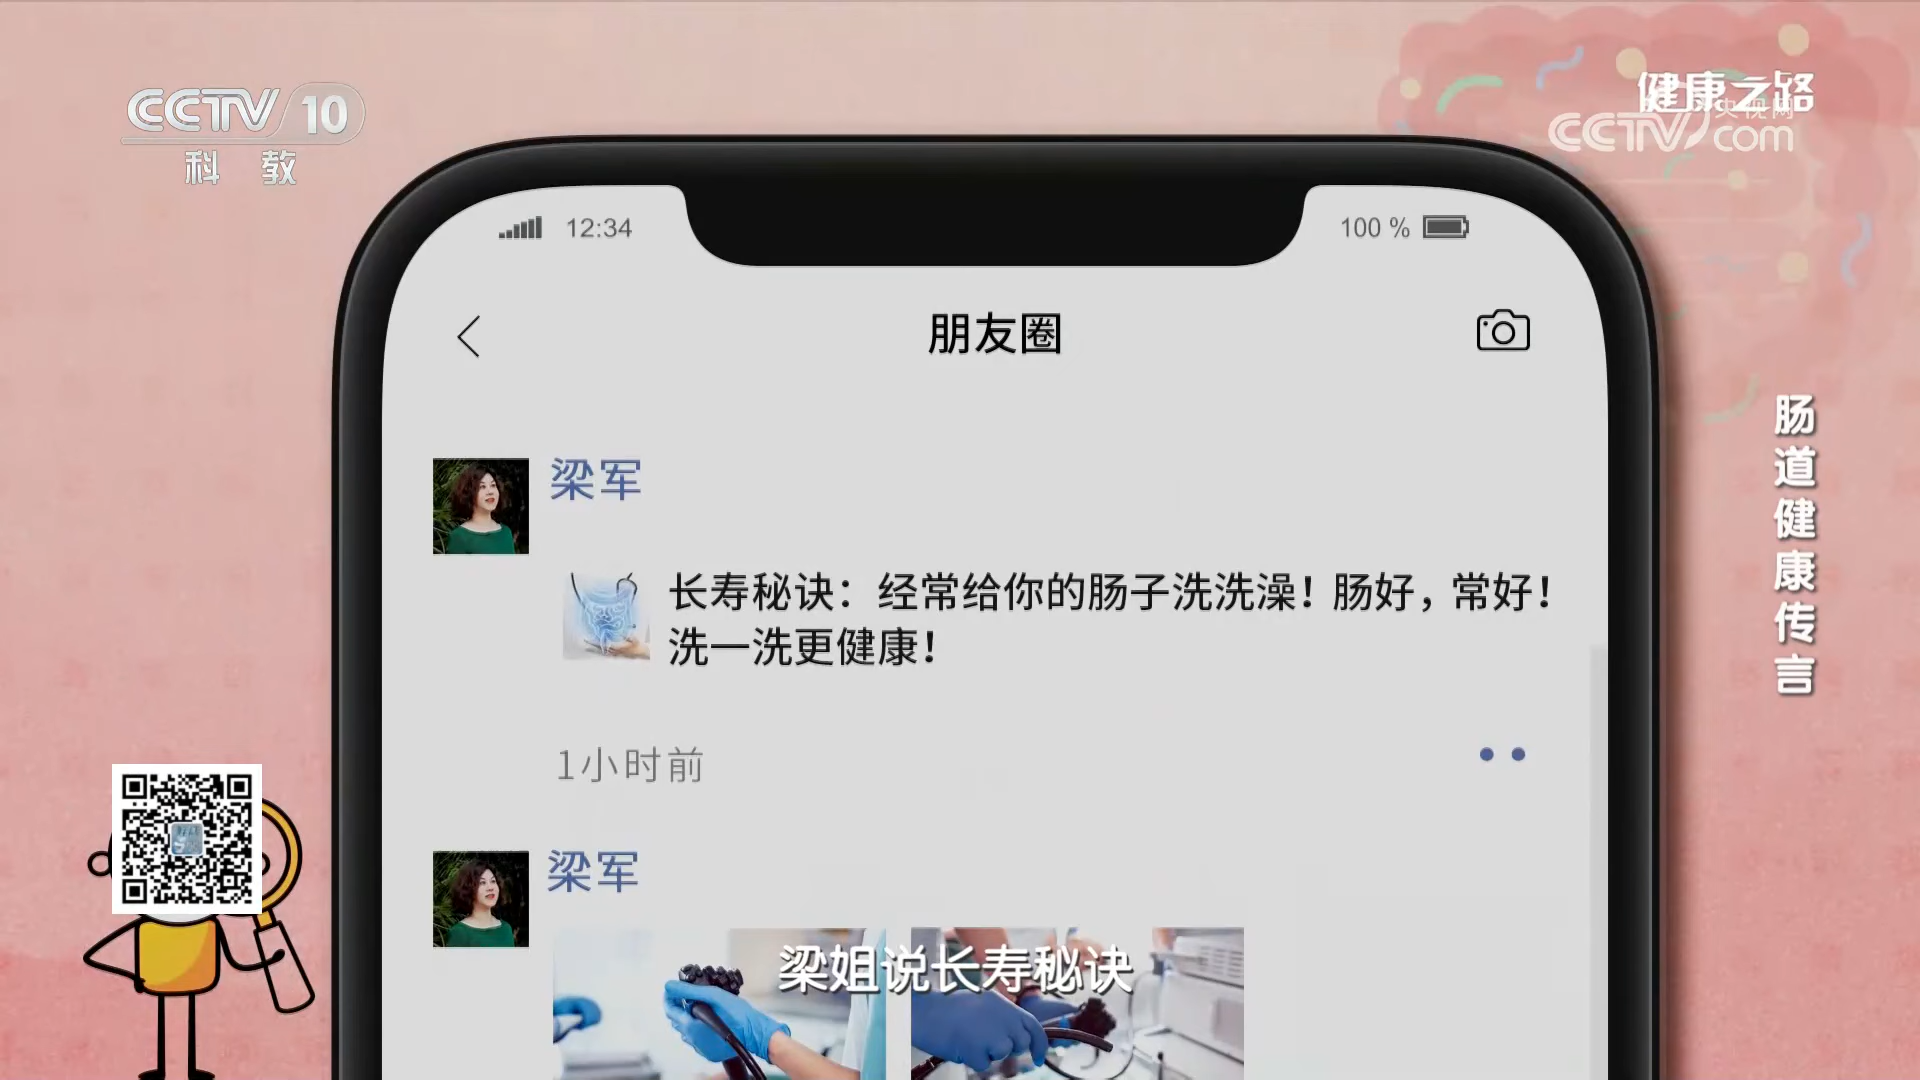 CCTV 10
科 教
健康之路
央视网
CCTV com
12:34
100 %
朋友圈
梁军
长寿秘诀：经常给你的肠子洗洗澡！肠好，常好！
洗一洗更健康！
1小时前
肠道健康传言
梁军
梁姐说长寿秘诀